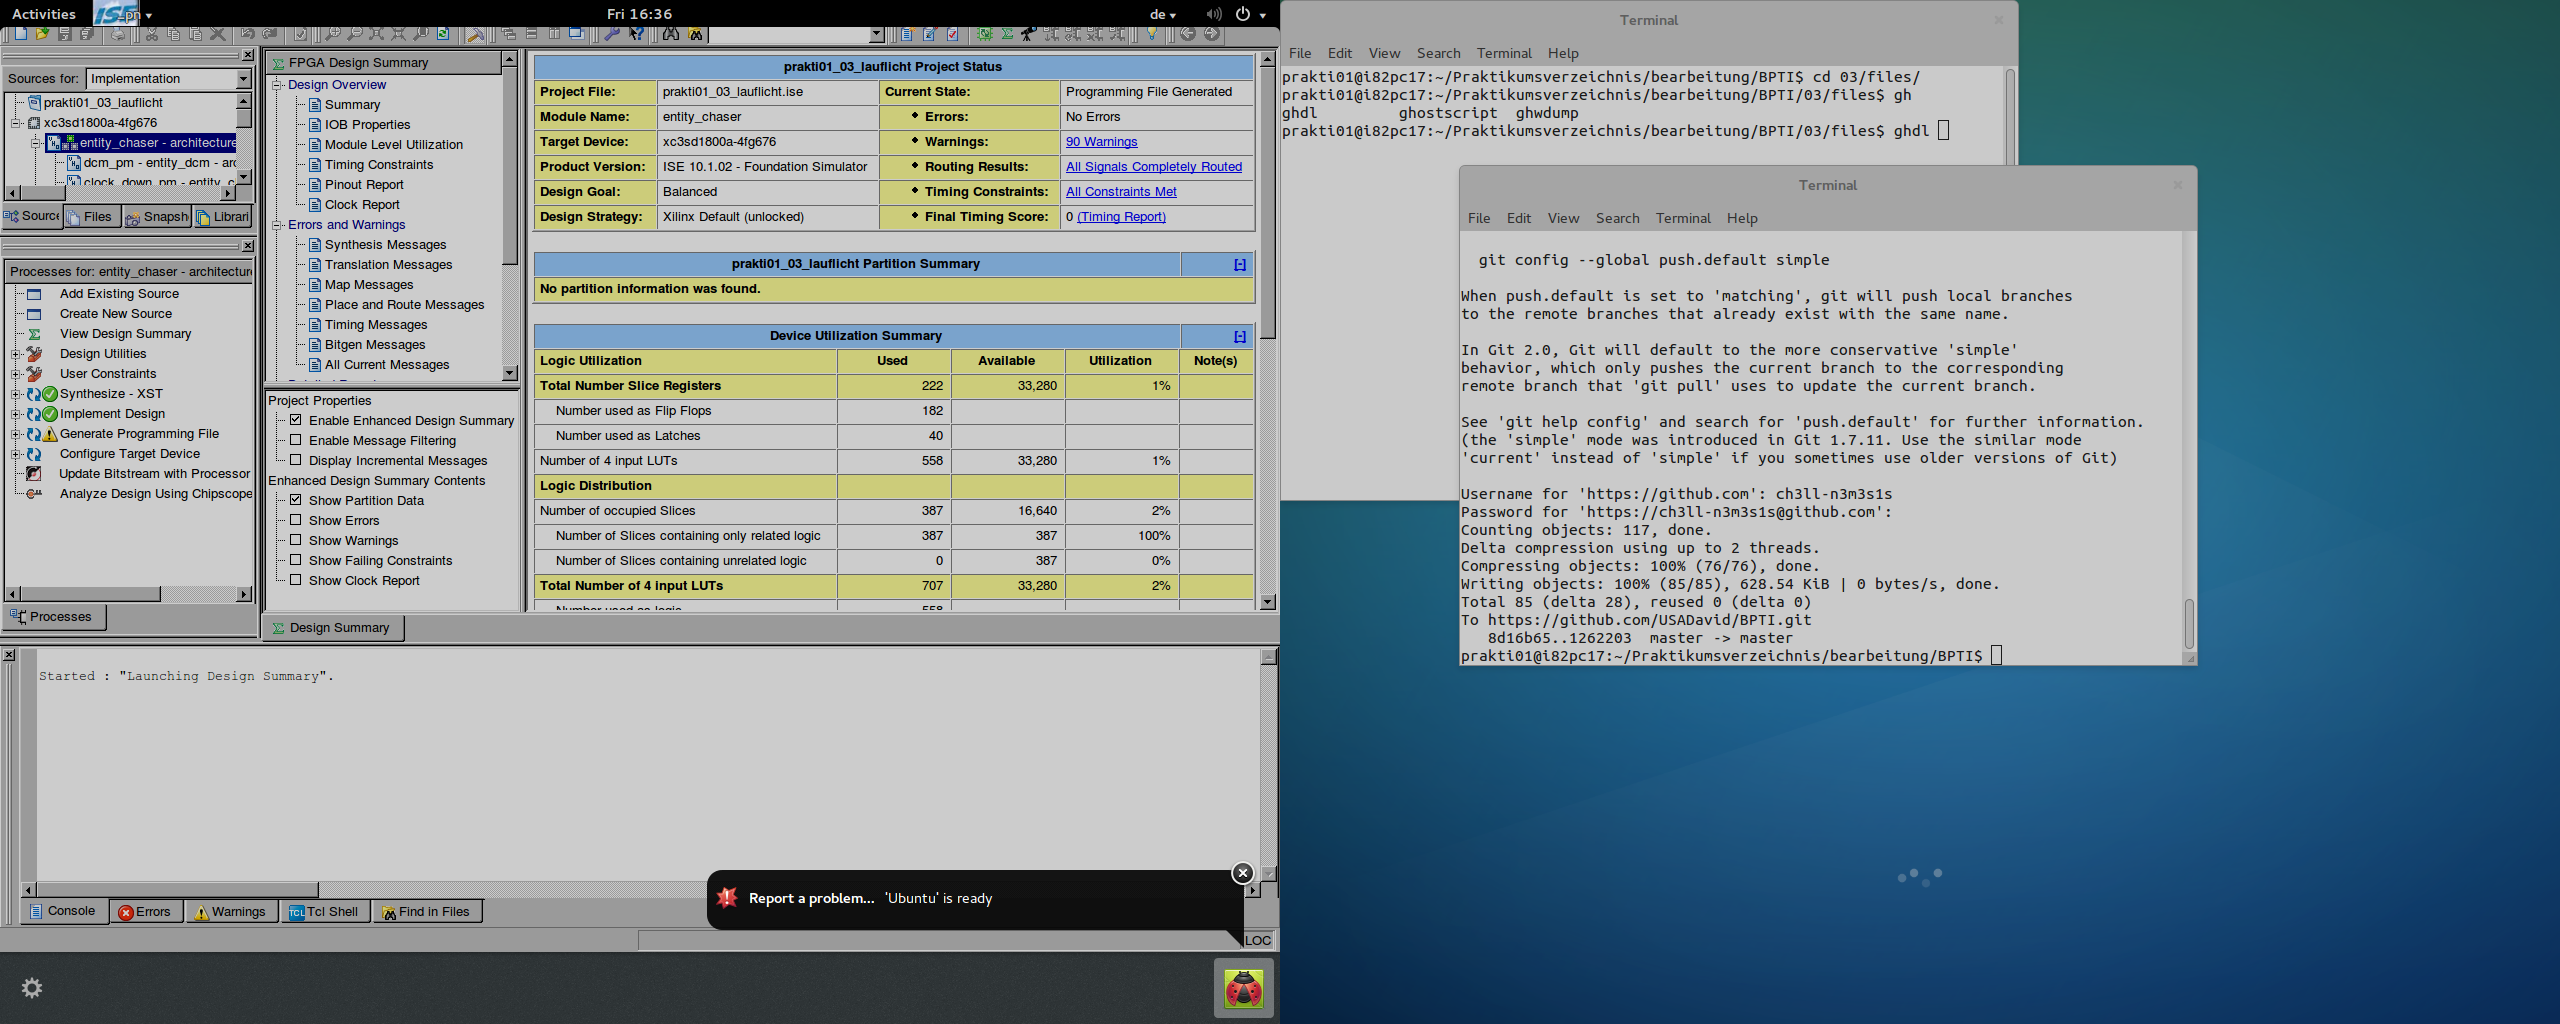 Activities
ISE
Fri 16:36
de
Sources for: Implementation
prakti01_03_lauflicht
xc3sd1800a-4fg676
entity_chaser - architecture
dcm_pm - entity_dcm - arc
clock_down_pm - entity_c
Sourc Files Snapsh Librari
Processes for: entity_chaser - architectur
Add Existing Source
Create New Source
View Design Summary
Design Utilities
User Constraints
Synthesize - XST
Implement Design
Generate Programming File
Configure Target Device
Update Bitstream with Processor
Analyze Design Using Chipscope
Processes
FPGA Design Summary
Design Overview
Summary
IOB Properties
Module Level Utilization
Timing Constraints
Pinout Report
Clock Report
Errors and Warnings
Synthesis Messages
Translation Messages
Map Messages
Place and Route Messages
Timing Messages
Bitgen Messages
All Current Messages
Project Properties
Enable Enhanced Design Summary
Enable Message Filtering
Display Incremental Messages
Enhanced Design Summary Contents
Show Partition Data
Show Errors
Show Warnings
Show Failing Constraints
Show Clock Report
Design Summary
prakti01_03_lauflicht Project Status
Project File: prakti01_03_lauflicht.ise Current State: Programming File Generated
Module Name: entity_chaser Errors: No Errors
Target Device: xc3sd1800a-4fg676 Warnings: 90 Warnings
Product Version: ISE 10.1.02 - Foundation Simulator Routing Results: All Signals Completely Routed
Design Goal: Balanced Timing Constraints: All Constraints Met
Design Strategy: Xilinx Default (unlocked) Final Timing Score: 0 (Timing Report)
prakti01_03_lauflicht Partition Summary [-]
No partition information was found.
Device Utilization Summary [-]
Logic Utilization Used Available Utilization Note(s)
Total Number Slice Registers 222 33,280 1%
Number used as Flip Flops 182
Number used as Latches 40
Number of 4 input LUTs 558 33,280 1%
Logic Distribution
Number of occupied Slices 387 16,640 2%
Number of Slices containing only related logic 387 387 100%
Number of Slices containing unrelated logic 0 387 0%
Total Number of 4 input LUTs 707 33,280 2%
Number used as logic 558
Started : "Launching Design Summary".
Console Errors Warnings Tcl Shell Find in Files
TCL
Report a problem... 'Ubuntu' is ready
LOC
Terminal
File Edit View Search Terminal Help
prakti01@i82pc17:~/Praktikumsverzeichnis/bearbeitung/BPTI$ cd 03/files/
prakti01@i82pc17:~/Praktikumsverzeichnis/bearbeitung/BPTI/03/files$ gh
ghdl ghostscript ghwdump
prakti01@i82pc17:~/Praktikumsverzeichnis/bearbeitung/BPTI/03/files$ ghdl
Terminal
File Edit View Search Terminal Help
git config --global push.default simple
When push.default is set to 'matching', git will push local branches
to the remote branches that already exist with the same name.
In Git 2.0, Git will default to the more conservative 'simple'
behavior, which only pushes the current branch to the corresponding
remote branch that 'git pull' uses to update the current branch.
See 'git help config' and search for 'push.default' for further information.
(the 'simple' mode was introduced in Git 1.7.11. Use the similar mode
'current' instead of 'simple' if you sometimes use older versions of Git)
Username for 'https://github.com': ch3ll-n3m3s1s
Password for 'https://ch3ll-n3m3s1s@github.com':
Counting objects: 117, done.
Delta compression using up to 2 threads.
Compressing objects: 100% (76/76), done.
Writing objects: 100% (85/85), 628.54 KiB | 0 bytes/s, done.
Total 85 (delta 28), reused 0 (delta 0)
To https://github.com/USADavid/BPTI.git
8d16b65..1262203 master -> master
prakti01@i82pc17:~/Praktikumsverzeichnis/bearbeitung/BPTI$